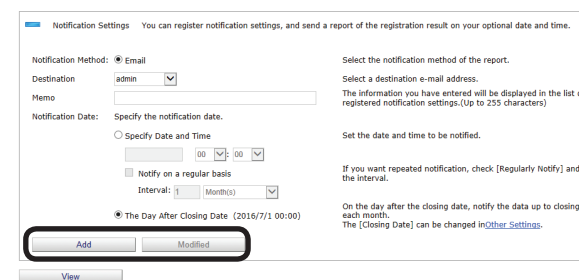 Notification Settings You can register notification settings, and send a report of the registration result on your optional date and time.
Notification Method: Email Select the notification method of the report.
Destination admin Select a destination e-mail address.
Memo The information you have entered will be displayed in the list
registered notification settings.(Up to 255 characters)
Notification Date: Specify the notification date.
Specify Date and Time Set the date and time to be notified.
00 : 00
Notify on a regular basis If you want repeated notification, check [Regularly Notify] and
the interval.
Interval: 1 Month(s)
On the day after the closing date, notify the data up to closing
The Day After Closing Date (2016/7/1 00:00) each month.
The [Closing Date] can be changed inOther Settings.
Add Modified
View